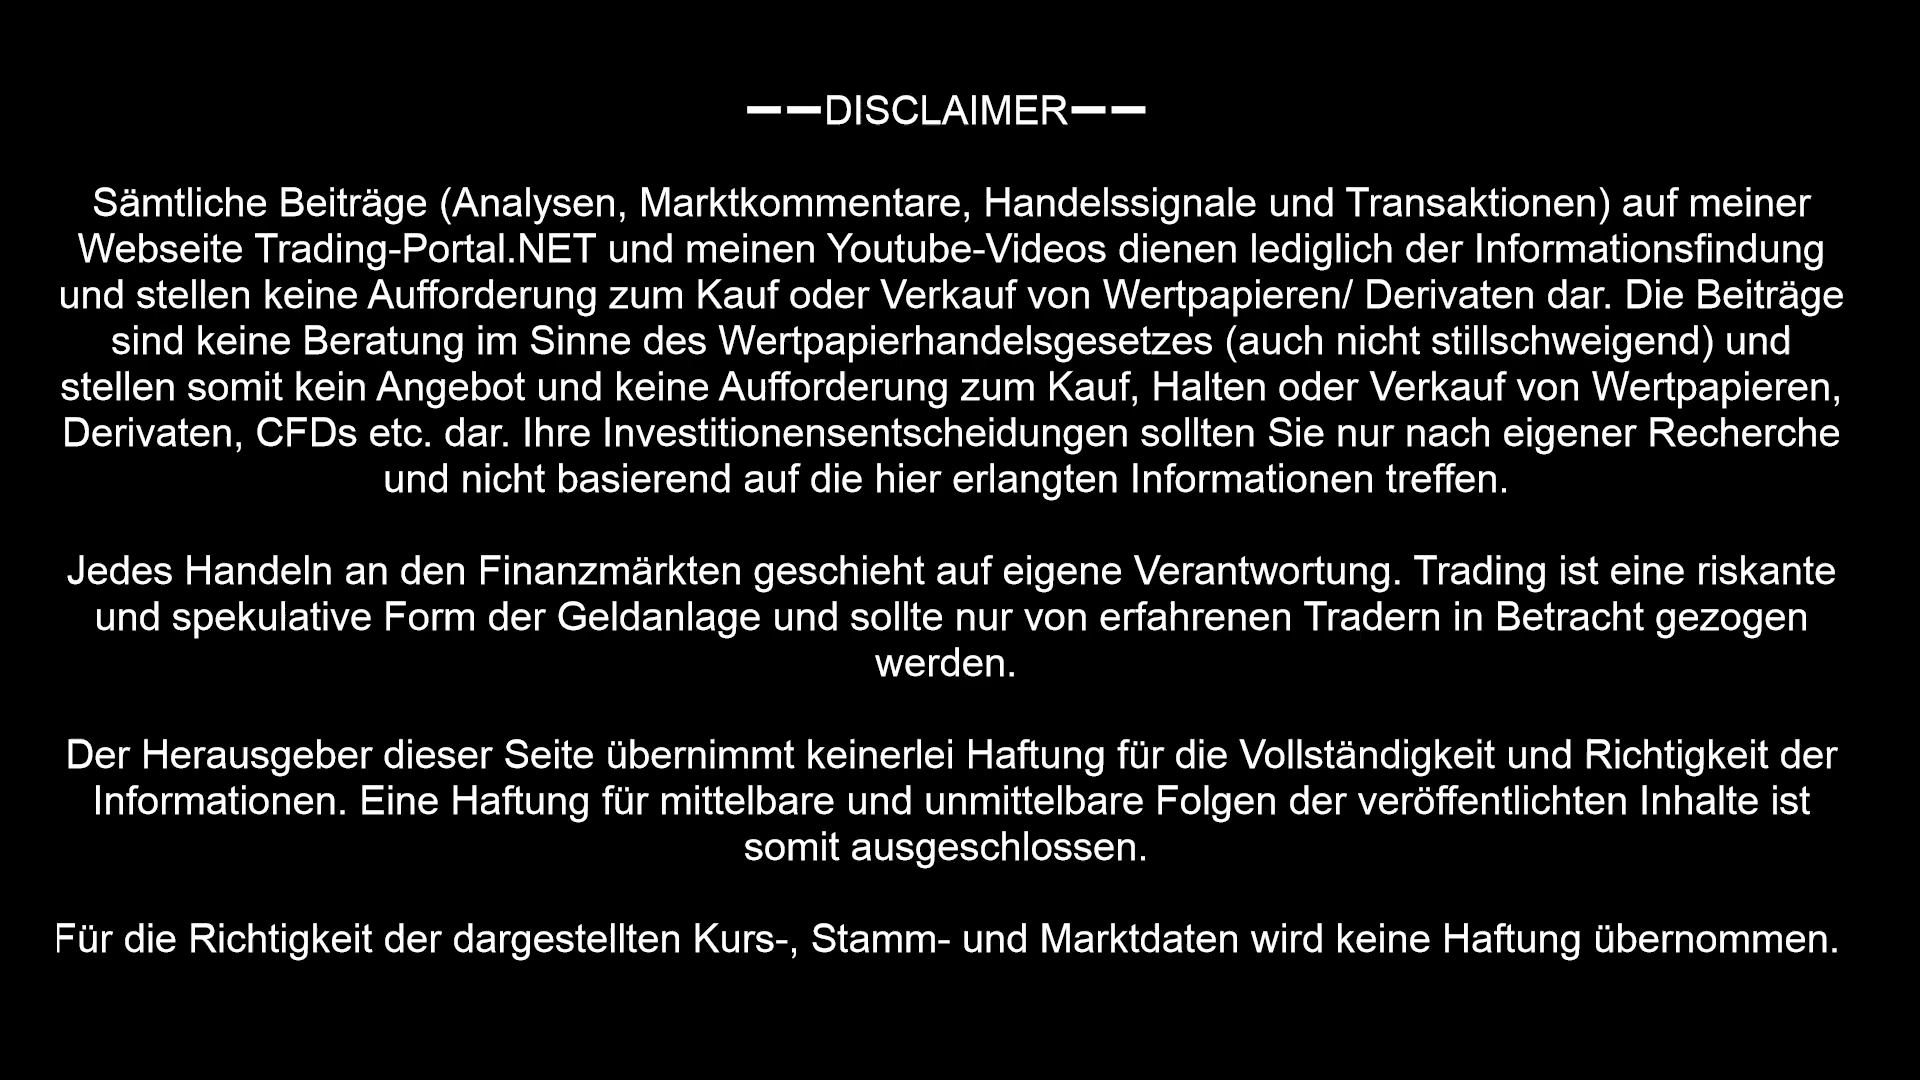 ——DISCLAIMER——
Sämtliche Beiträge (Analysen, Marktkommentare, Handelssignale und Transaktionen) auf meiner
Webseite Trading-Portal.NET und meinen Youtube-Videos dienen lediglich der Informationsfindung
und stellen keine Aufforderung zum Kauf oder Verkauf von Wertpapieren/ Derivaten dar. Die Beiträge
sind keine Beratung im Sinne des Wertpapierhandelsgesetzes (auch nicht stillschweigend) und
stellen somit kein Angebot und keine Aufforderung zum Kauf, Halten oder Verkauf von Wertpapieren,
Derivaten, CFDs etc. dar. Ihre Investitionensentscheidungen sollten Sie nur nach eigener Recherche
und nicht basierend auf die hier erlangten Informationen treffen.
Jedes Handeln an den Finanzmärkten geschieht auf eigene Verantwortung. Trading ist eine riskante
und spekulative Form der Geldanlage und sollte nur von erfahrenen Tradern in Betracht gezogen
werden.
Der Herausgeber dieser Seite übernimmt keinerlei Haftung für die Vollständigkeit und Richtigkeit der
Informationen. Eine Haftung für mittelbare und unmittelbare Folgen der veröffentlichten Inhalte ist
somit ausgeschlossen.
Für die Richtigkeit der dargestellten Kurs-, Stamm- und Marktdaten wird keine Haftung übernommen.